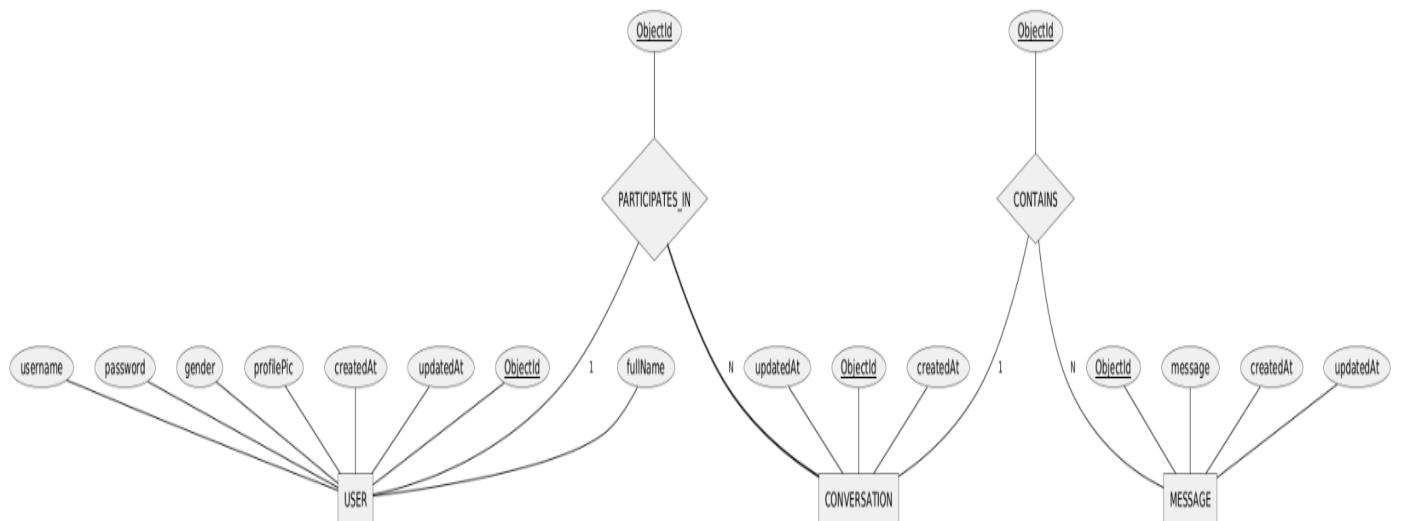 ObjectId
ObjectId
PARTICIPATES_IN
CONTAINS
username
password
gender
profilePic
createdAt
updatedAt
ObjectId
1
fullName
N
updatedAt
ObjectId
createdAt
1
N
ObjectId
message
createdAt
updatedAt
USER
CONVERSATION
MESSAGE